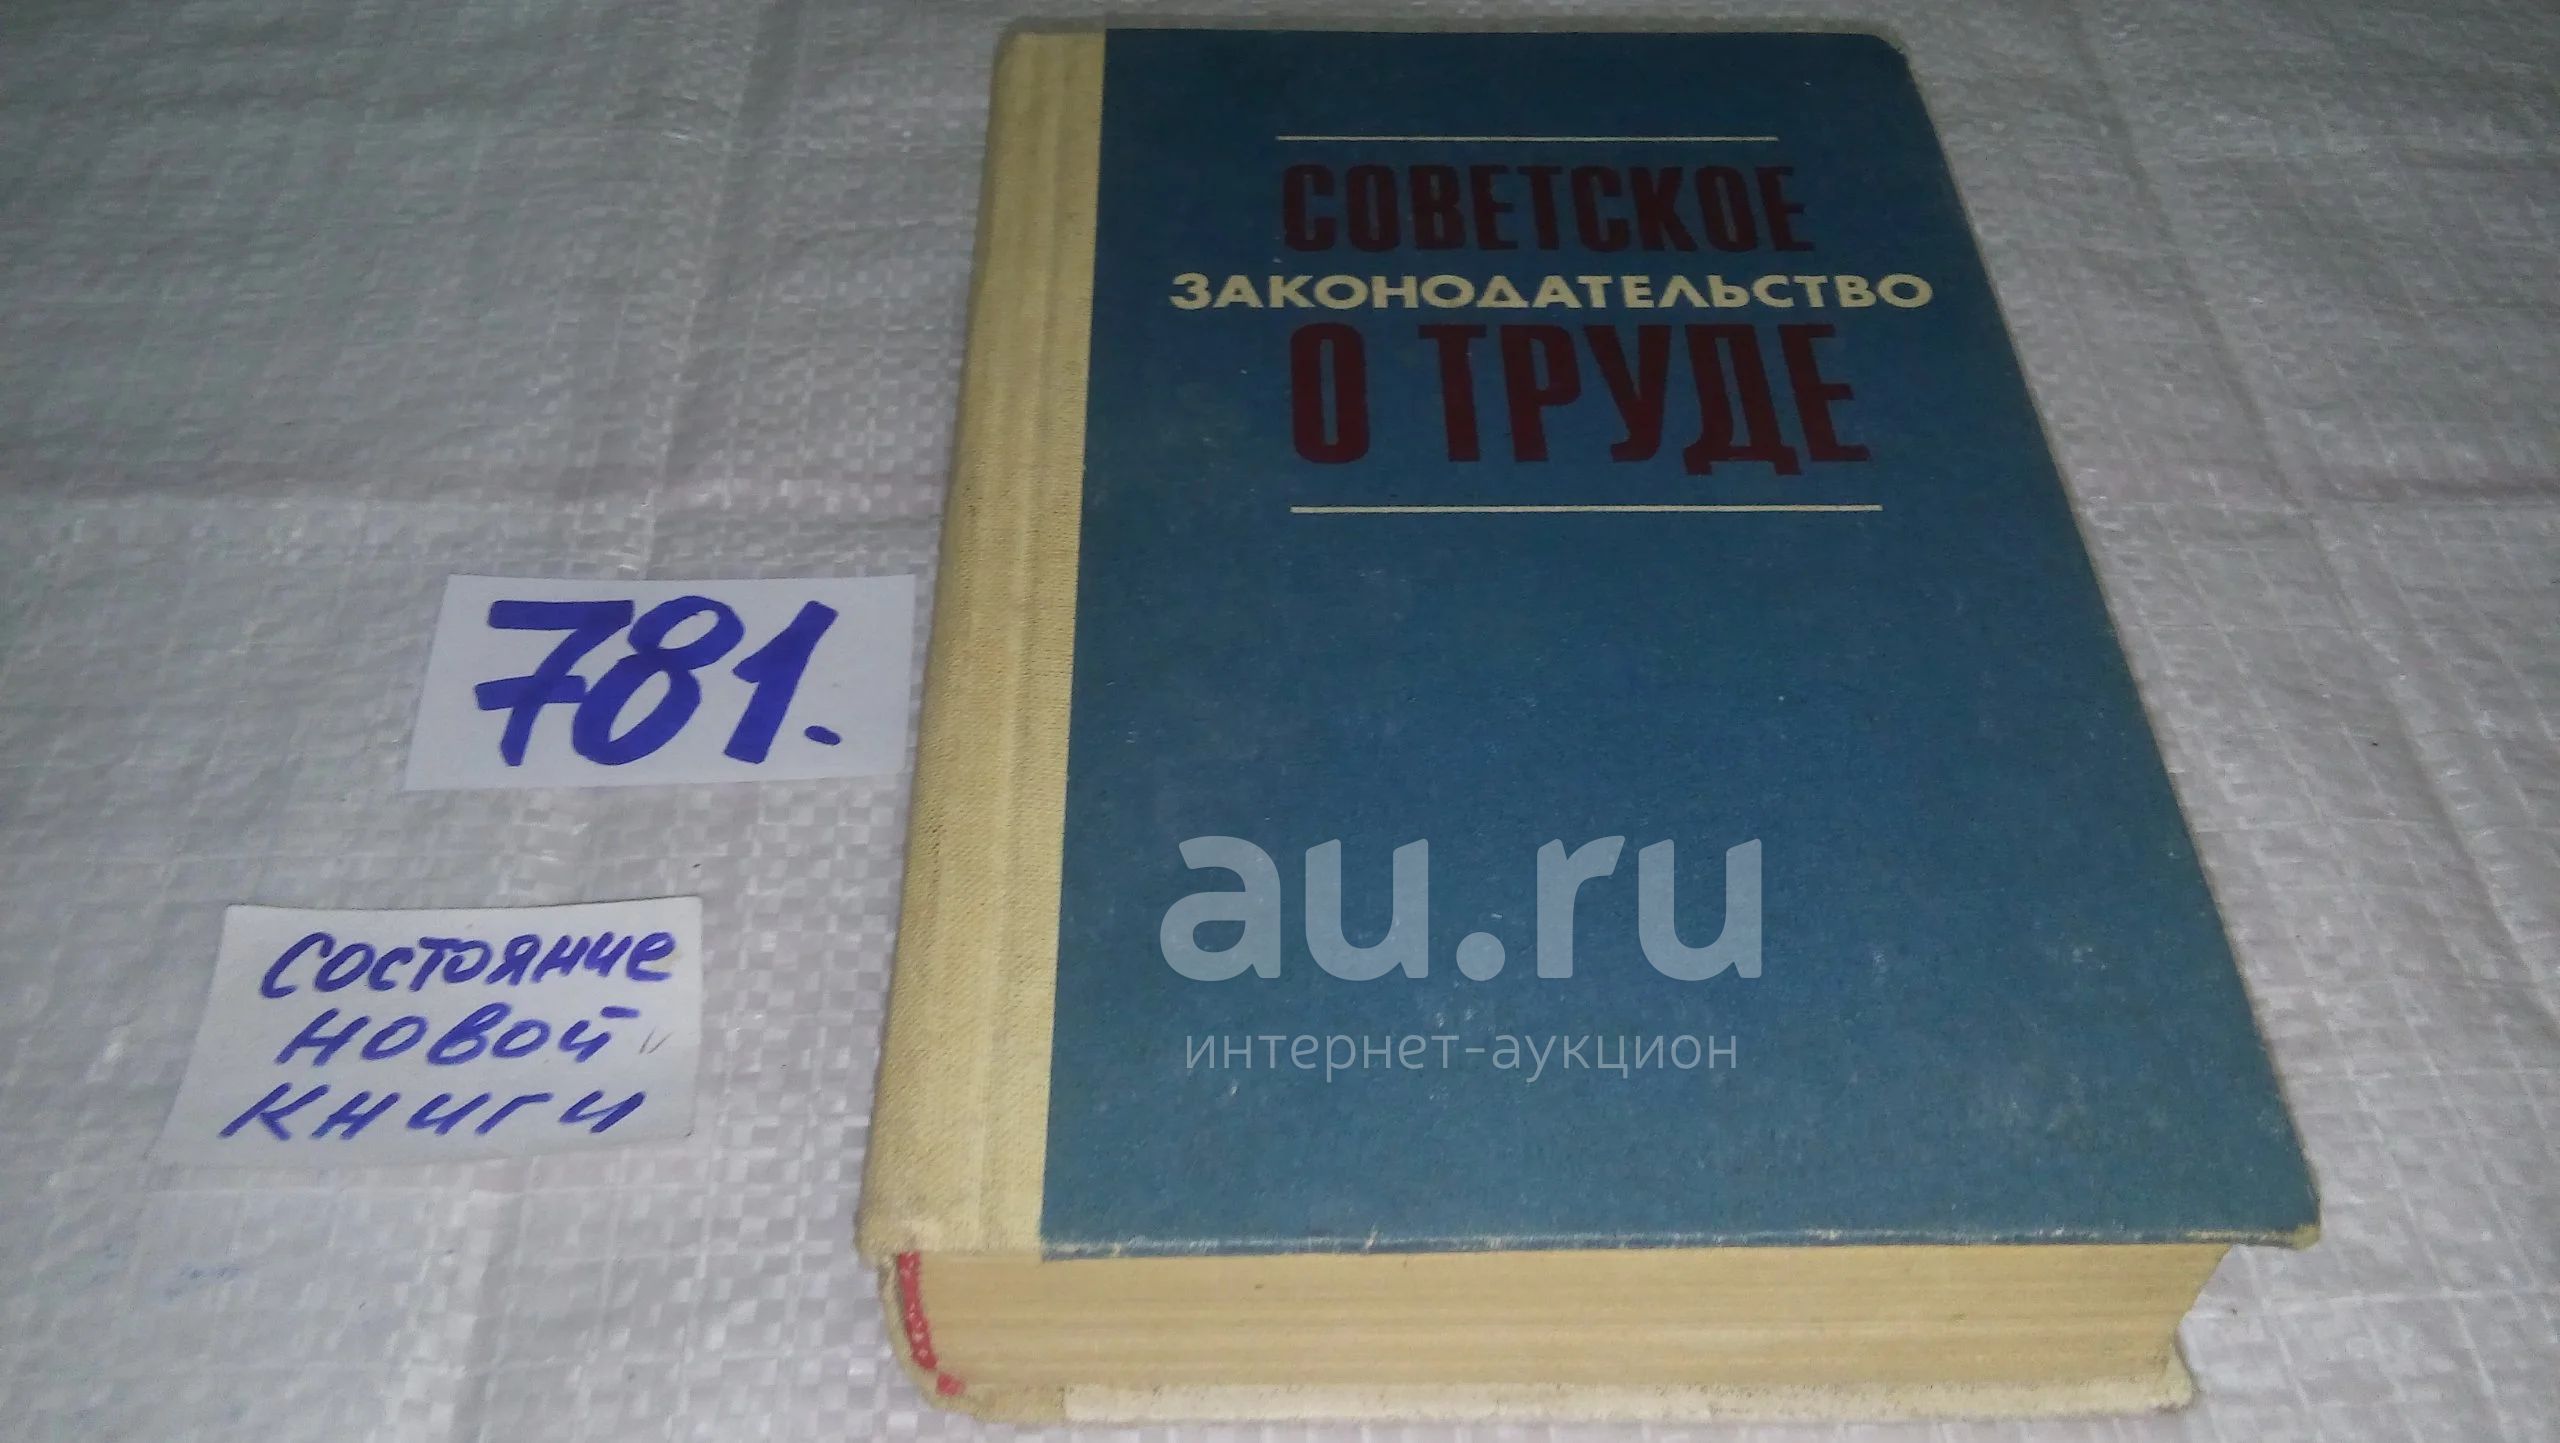 СОВЕТСКОЕ
ЗАКОНОДАТЕЛЬСТВО
О ТРУДЕ
781.
состояние
новой
книги
au.ru
интернет-аукцион